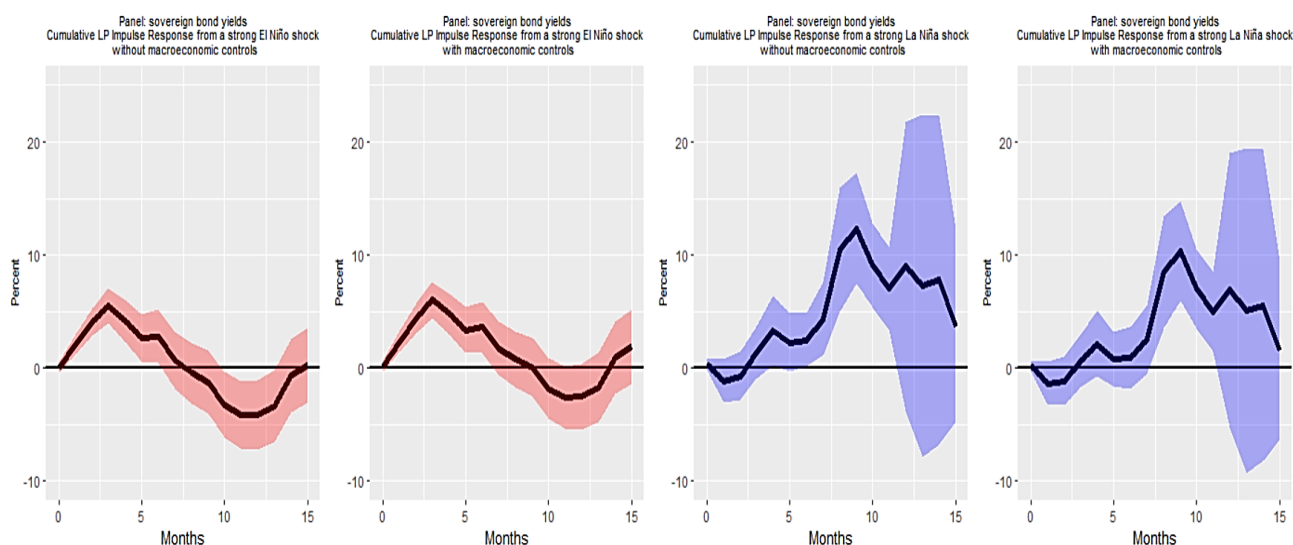 Panel: sovereign bond yields
Cumulative LP Impulse Response from a strong El Niño shock
without macroeconomic controls
Percent
20
10
0
-10
0 5 10 15
Months
Panel: sovereign bond yields
Cumulative LP Impulse Response from a strong El Niño shock
with macroeconomic controls
Percent
20
10
0
-10
0 5 10 15
Months
Panel: sovereign bond yields
Cumulative LP Impulse Response from a strong La Niña shock
without macroeconomic controls
Percent
20
10
0
-10
0 5 10 15
Months
Panel: sovereign bond yields
Cumulative LP Impulse Response from a strong La Niña shock
with macroeconomic controls
Percent
20
10
0
-10
0 5 10 15
Months